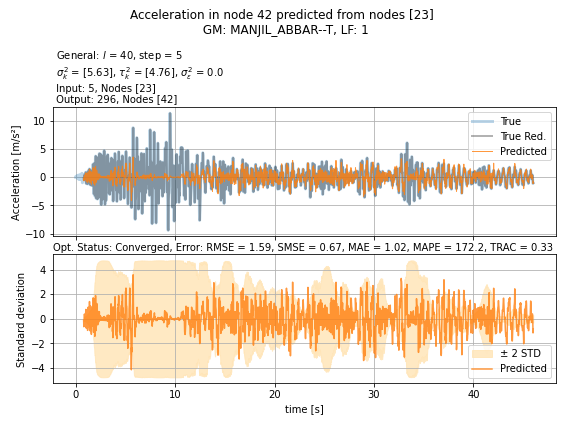 Acceleration in node 42 predicted from nodes [23]
GM: MANJIL_ABBAR--T, LF: 1
General: l = 40, step = 5
σ²ₖ = [5.63], τ²ₖ = [4.76], σ²ε = 0.0
Input: 5, Nodes [23]
Output: 296, Nodes [42]
Acceleration [m/s²]
10
5
0
−5
−10
True
True Red.
Predicted
Opt. Status: Converged, Error: RMSE = 1.59, SMSE = 0.67, MAE = 1.02, MAPE = 172.2, TRAC = 0.33
Standard deviation
4
2
0
−2
−4
± 2 STD
Predicted
0 10 20 30 40
time [s]